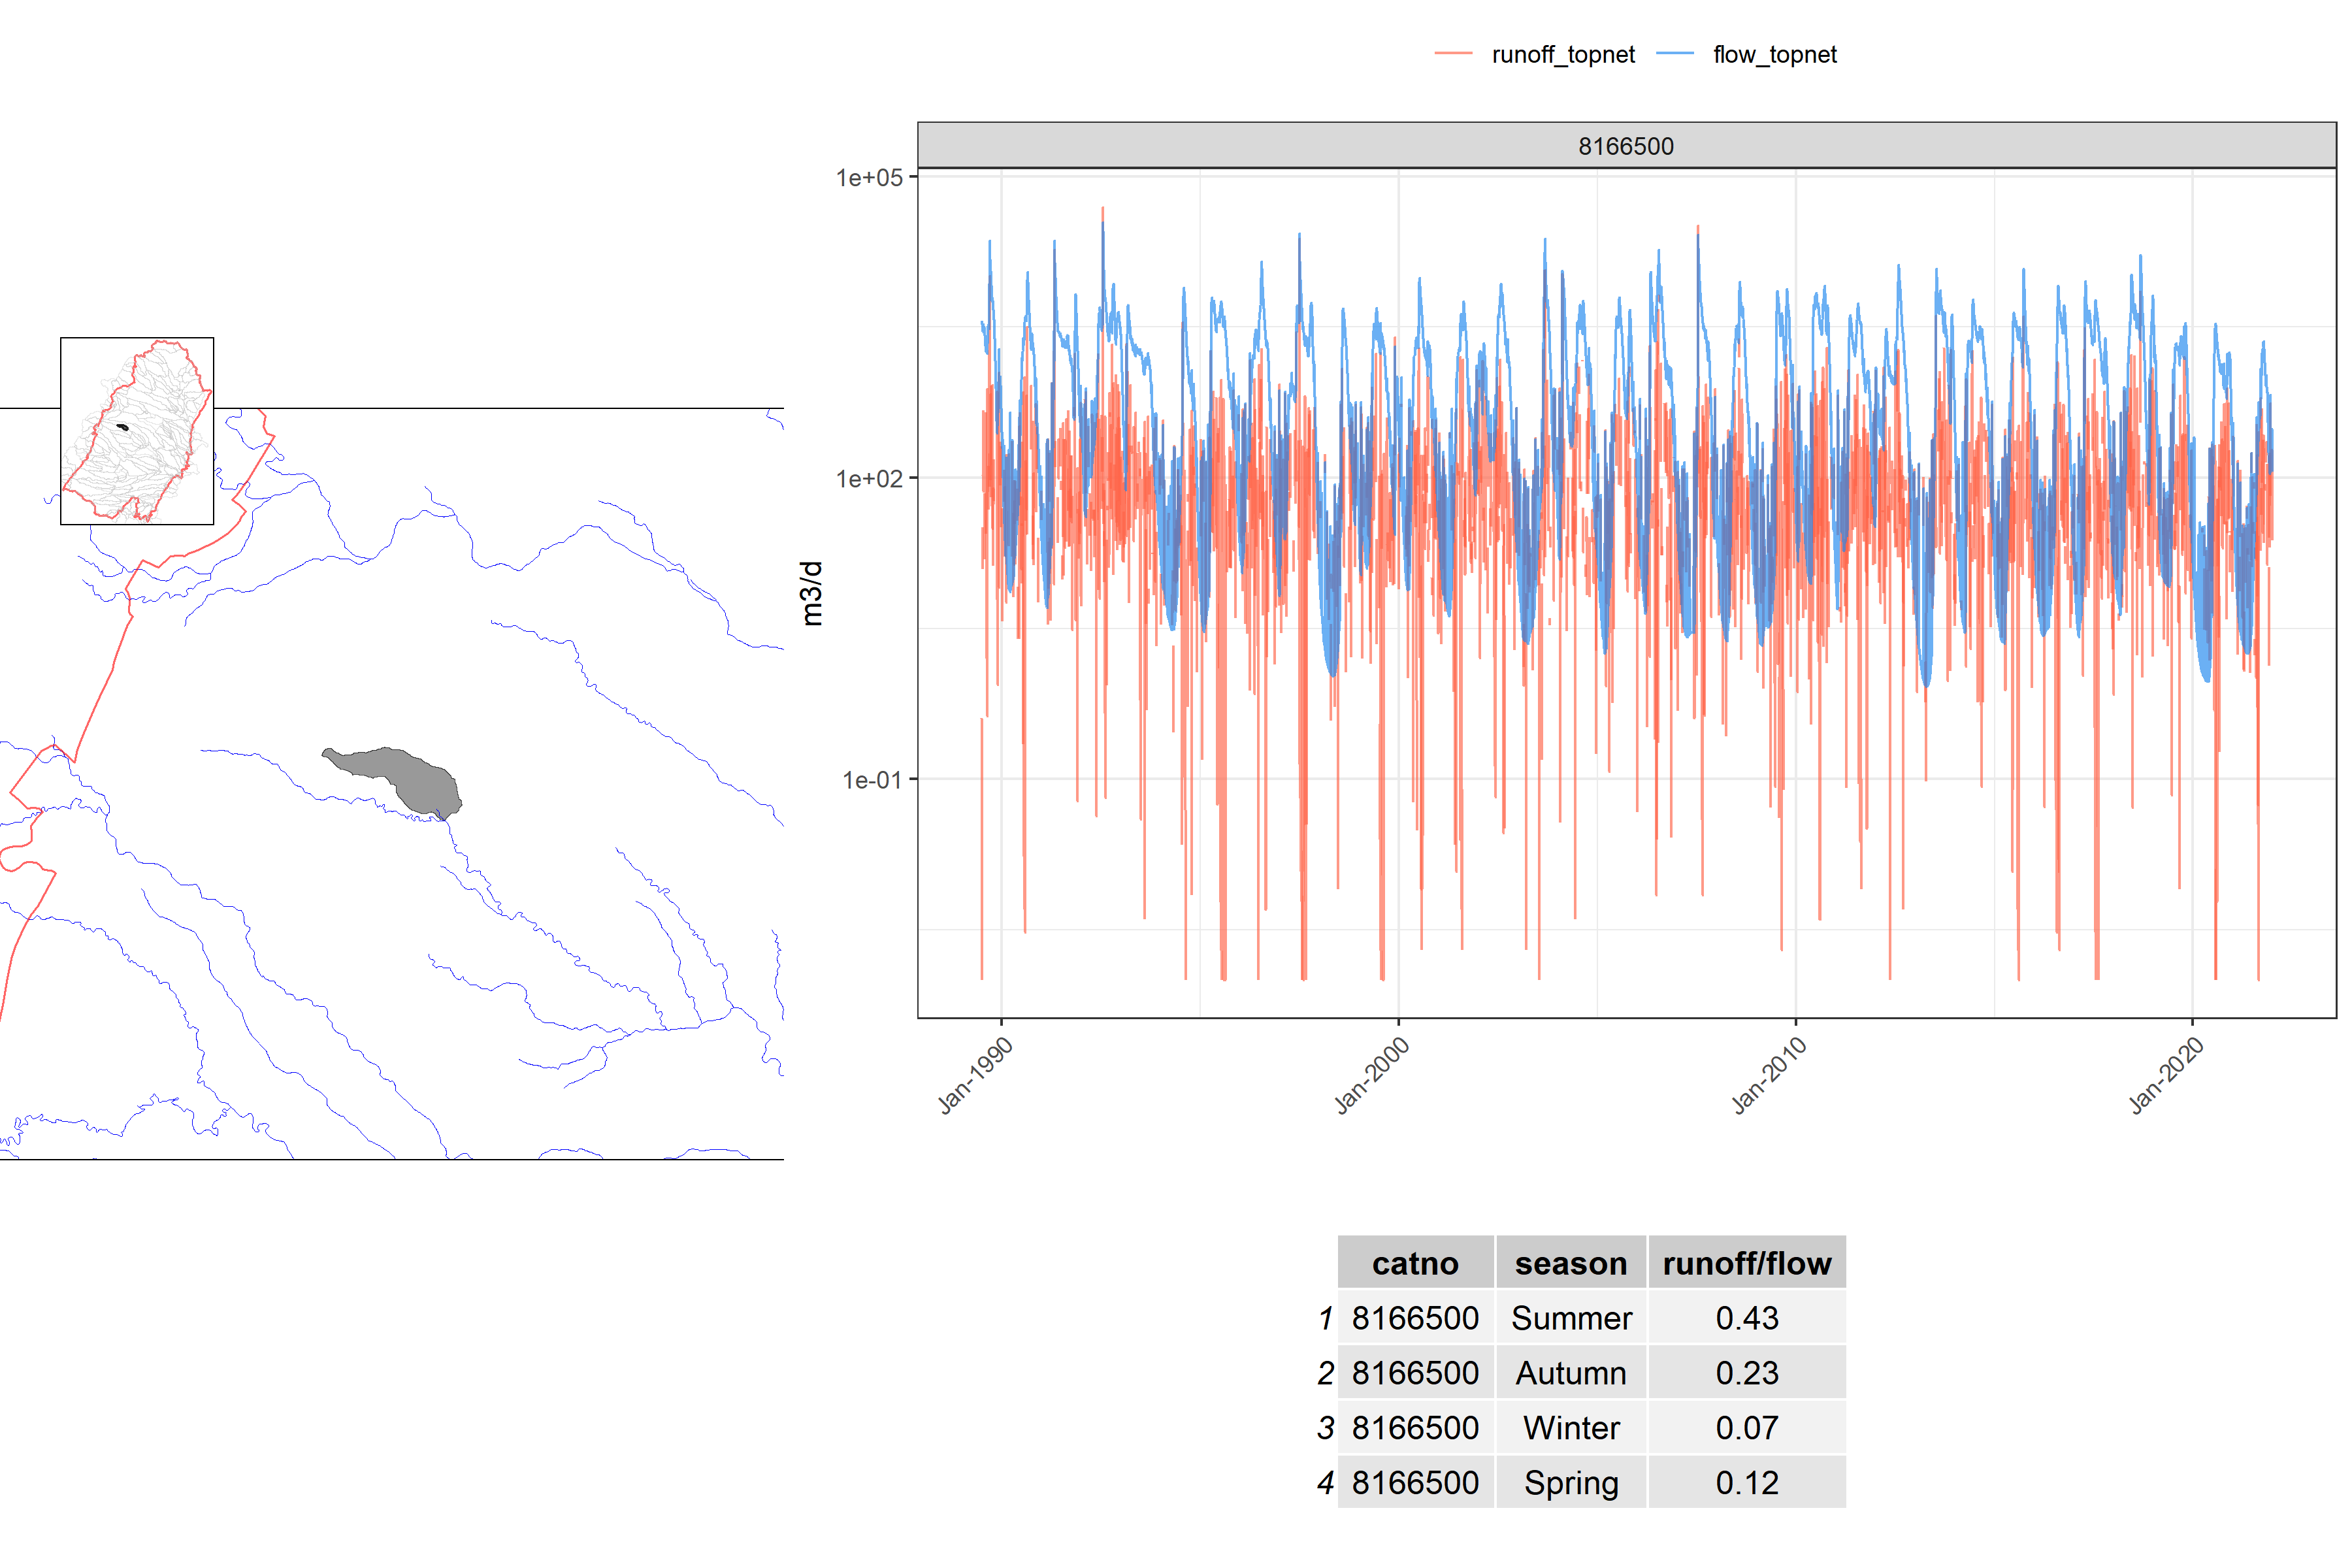 runoff_topnet flow_topnet
8166500
1e+05
1e+02
1e-01
m3/d
Jan-1990 Jan-2000 Jan-2010 Jan-2020
catno season runoff/flow
1 8166500 Summer 0.43
2 8166500 Autumn 0.23
3 8166500 Winter 0.07
4 8166500 Spring 0.12